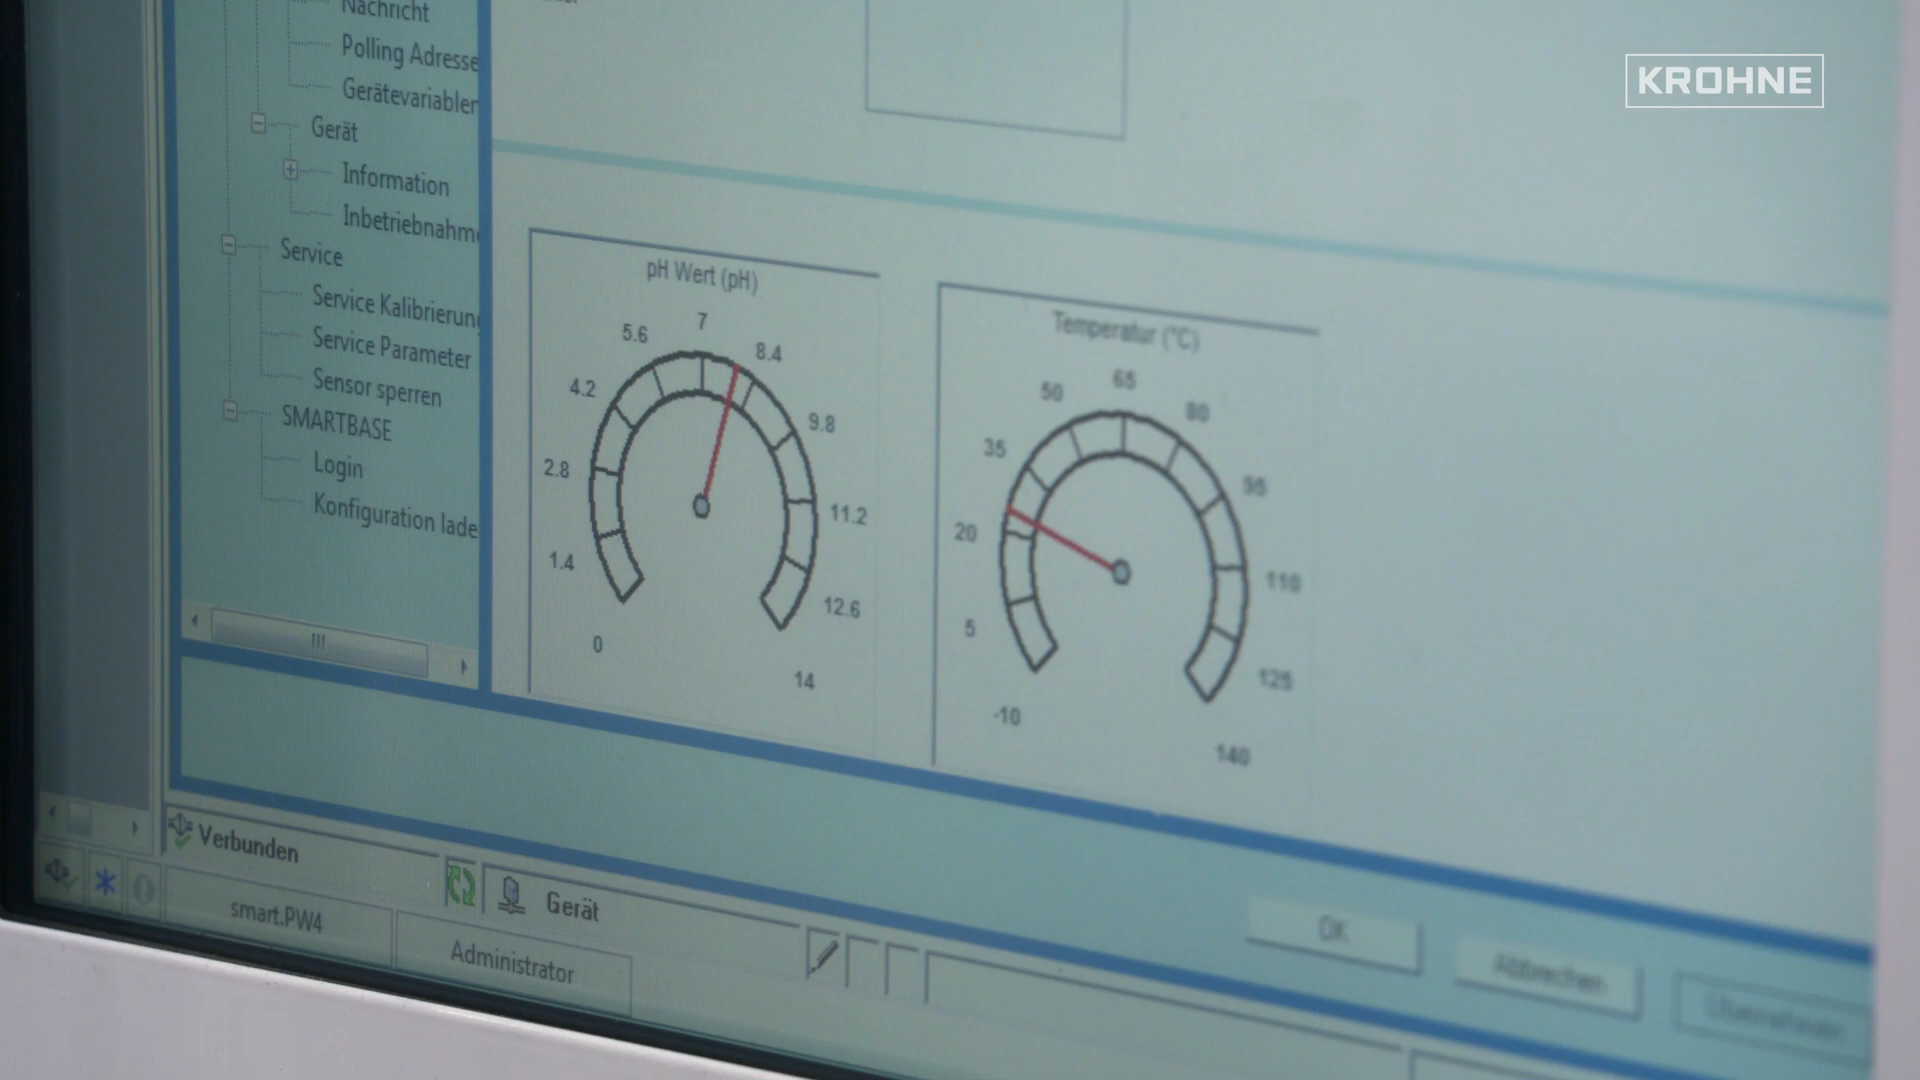 KROHNE
Nachricht
Polling Adresse
Gerätevariablen
Gerät
Information
Inbetriebnahme
Service
Service Kalibrierung
Service Parameter
Sensor sperren
SMARTBASE
Login
Konfiguration lade
pH Wert (pH)
0
1.4
2.8
4.2
5.6
7
8.4
9.8
11.2
12.6
14
Temperatur (°C)
-10
5
20
35
50
65
80
95
110
125
140
OK
Abbrechen
Übernehmen
Verbunden
Gerät
smart.PW4
Administrator